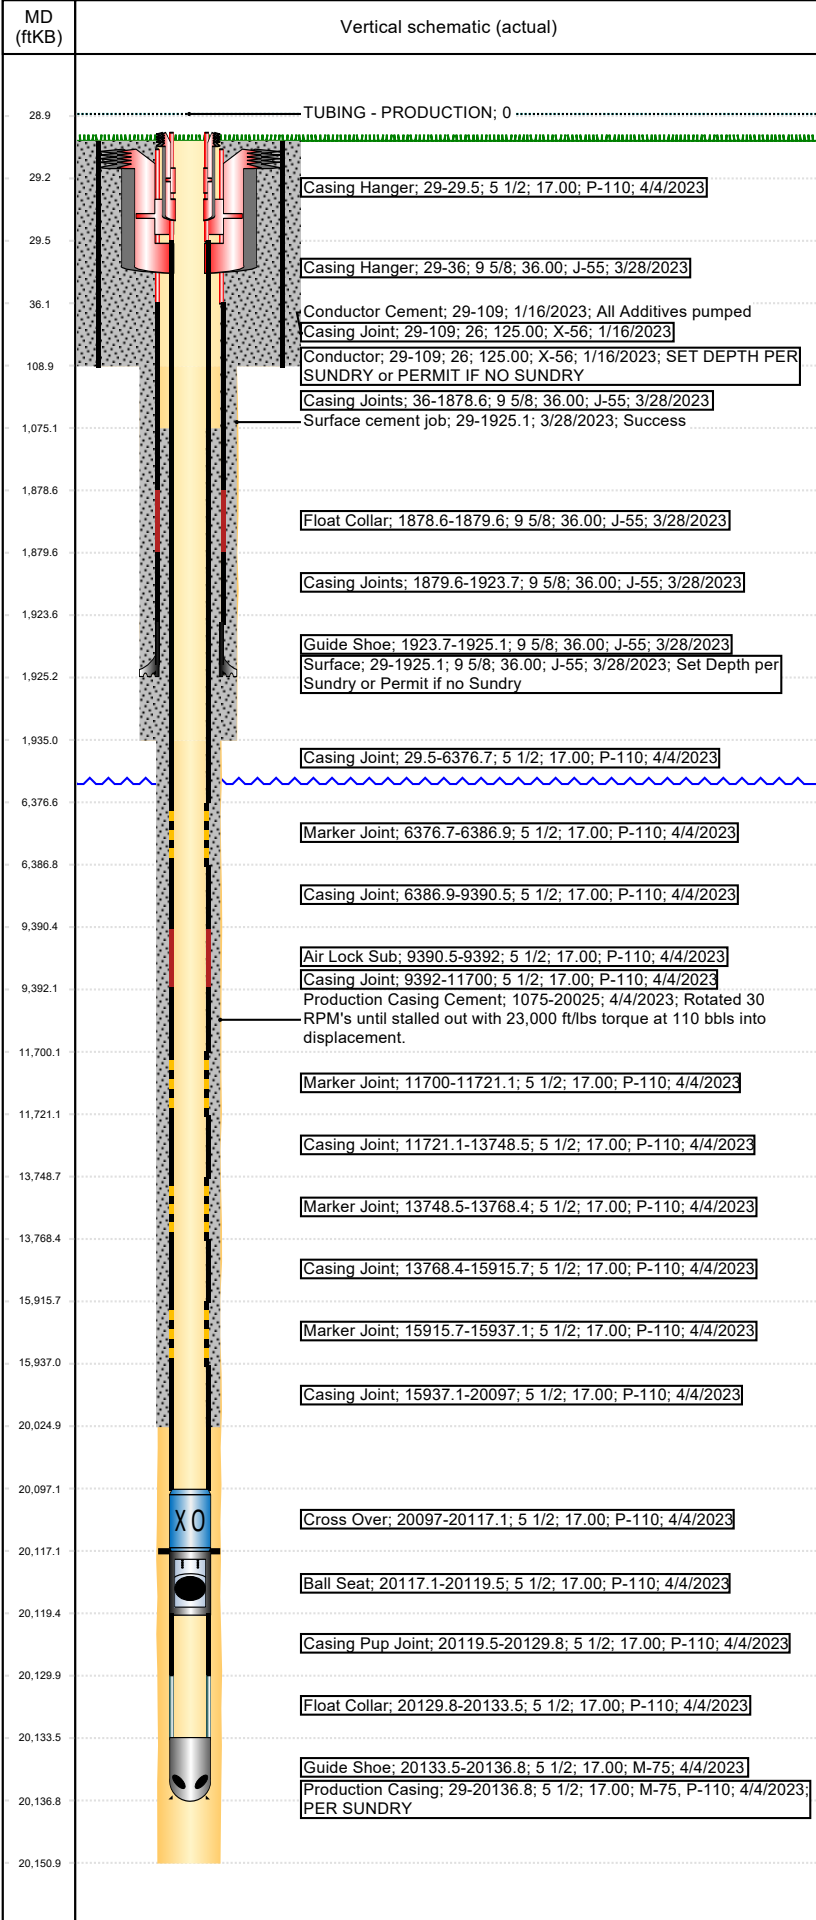 MD
(ftKB)
Vertical schematic (actual)
28.9
TUBING - PRODUCTION; 0
29.2
Casing Hanger; 29-29.5; 5 1/2; 17.00; P-110; 4/4/2023
29.5
Casing Hanger; 29-36; 9 5/8; 36.00; J-55; 3/28/2023
36.1
Conductor Cement; 29-109; 1/16/2023; All Additives pumped
Casing Joint; 29-109; 26; 125.00; X-56; 1/16/2023
108.9
Conductor; 29-109; 26; 125.00; X-56; 1/16/2023; SET DEPTH PER
SUNDRY or PERMIT IF NO SUNDRY
Casing Joints; 36-1878.6; 9 5/8; 36.00; J-55; 3/28/2023
1,075.1
Surface cement job; 29-1925.1; 3/28/2023; Success
1,878.6
Float Collar; 1878.6-1879.6; 9 5/8; 36.00; J-55; 3/28/2023
1,879.6
Casing Joints; 1879.6-1923.7; 9 5/8; 36.00; J-55; 3/28/2023
1,923.6
Guide Shoe; 1923.7-1925.1; 9 5/8; 36.00; J-55; 3/28/2023
1,925.2
Surface; 29-1925.1; 9 5/8; 36.00; J-55; 3/28/2023; Set Depth per
Sundry or Permit if no Sundry
1,935.0
Casing Joint; 29.5-6376.7; 5 1/2; 17.00; P-110; 4/4/2023
6,376.6
Marker Joint; 6376.7-6386.9; 5 1/2; 17.00; P-110; 4/4/2023
6,386.8
Casing Joint; 6386.9-9390.5; 5 1/2; 17.00; P-110; 4/4/2023
9,390.4
Air Lock Sub; 9390.5-9392; 5 1/2; 17.00; P-110; 4/4/2023
Casing Joint; 9392-11700; 5 1/2; 17.00; P-110; 4/4/2023
9,392.1
Production Casing Cement; 1075-20025; 4/4/2023; Rotated 30
RPM's until stalled out with 23,000 ft/lbs torque at 110 bbls into
displacement.
11,700.1
Marker Joint; 11700-11721.1; 5 1/2; 17.00; P-110; 4/4/2023
11,721.1
Casing Joint; 11721.1-13748.5; 5 1/2; 17.00; P-110; 4/4/2023
13,748.7
Marker Joint; 13748.5-13768.4; 5 1/2; 17.00; P-110; 4/4/2023
13,768.4
Casing Joint; 13768.4-15915.7; 5 1/2; 17.00; P-110; 4/4/2023
15,915.7
Marker Joint; 15915.7-15937.1; 5 1/2; 17.00; P-110; 4/4/2023
15,937.0
Casing Joint; 15937.1-20097; 5 1/2; 17.00; P-110; 4/4/2023
20,024.9
20,097.1
XO
Cross Over; 20097-20117.1; 5 1/2; 17.00; P-110; 4/4/2023
20,117.1
Ball Seat; 20117.1-20119.5; 5 1/2; 17.00; P-110; 4/4/2023
20,119.4
Casing Pup Joint; 20119.5-20129.8; 5 1/2; 17.00; P-110; 4/4/2023
20,129.9
Float Collar; 20129.8-20133.5; 5 1/2; 17.00; P-110; 4/4/2023
20,133.5
Guide Shoe; 20133.5-20136.8; 5 1/2; 17.00; M-75; 4/4/2023
20,136.8
Production Casing; 29-20136.8; 5 1/2; 17.00; M-75, P-110; 4/4/2023;
PER SUNDRY
20,150.9